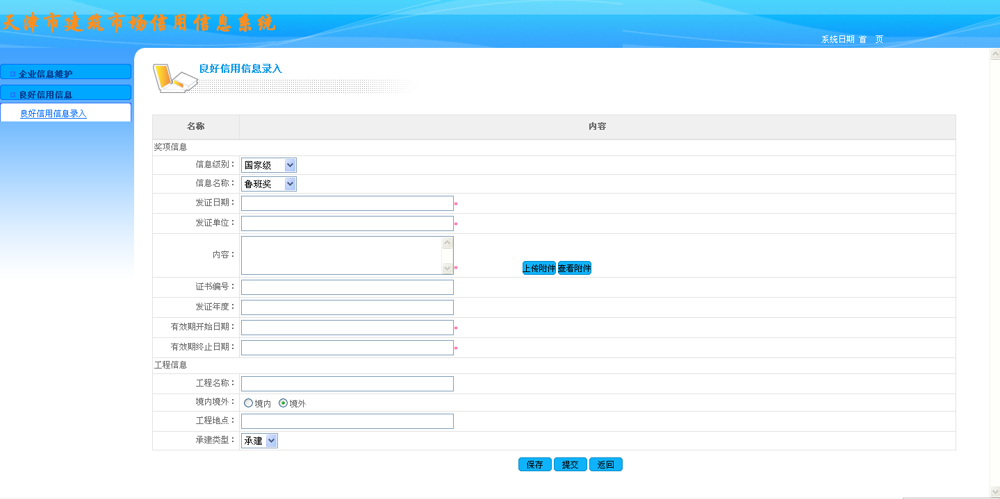 天津市建筑市场信用信息系统
系统日期 首 页
企业信息维护
良好信用信息
良好信用信息录入
良好信用信息录入
名称 内容
奖项信息
信息级别： 国家级
信息名称： 鲁班奖
发证日期： *
发证单位： *
内容： * 上传附件 查看附件
证书编号：
发证年度：
有效期开始日期： *
有效期终止日期： *
工程信息
工程名称：
境内境外： 境内 境外
工程地点：
承建类型： 承建
保存 提交 返回